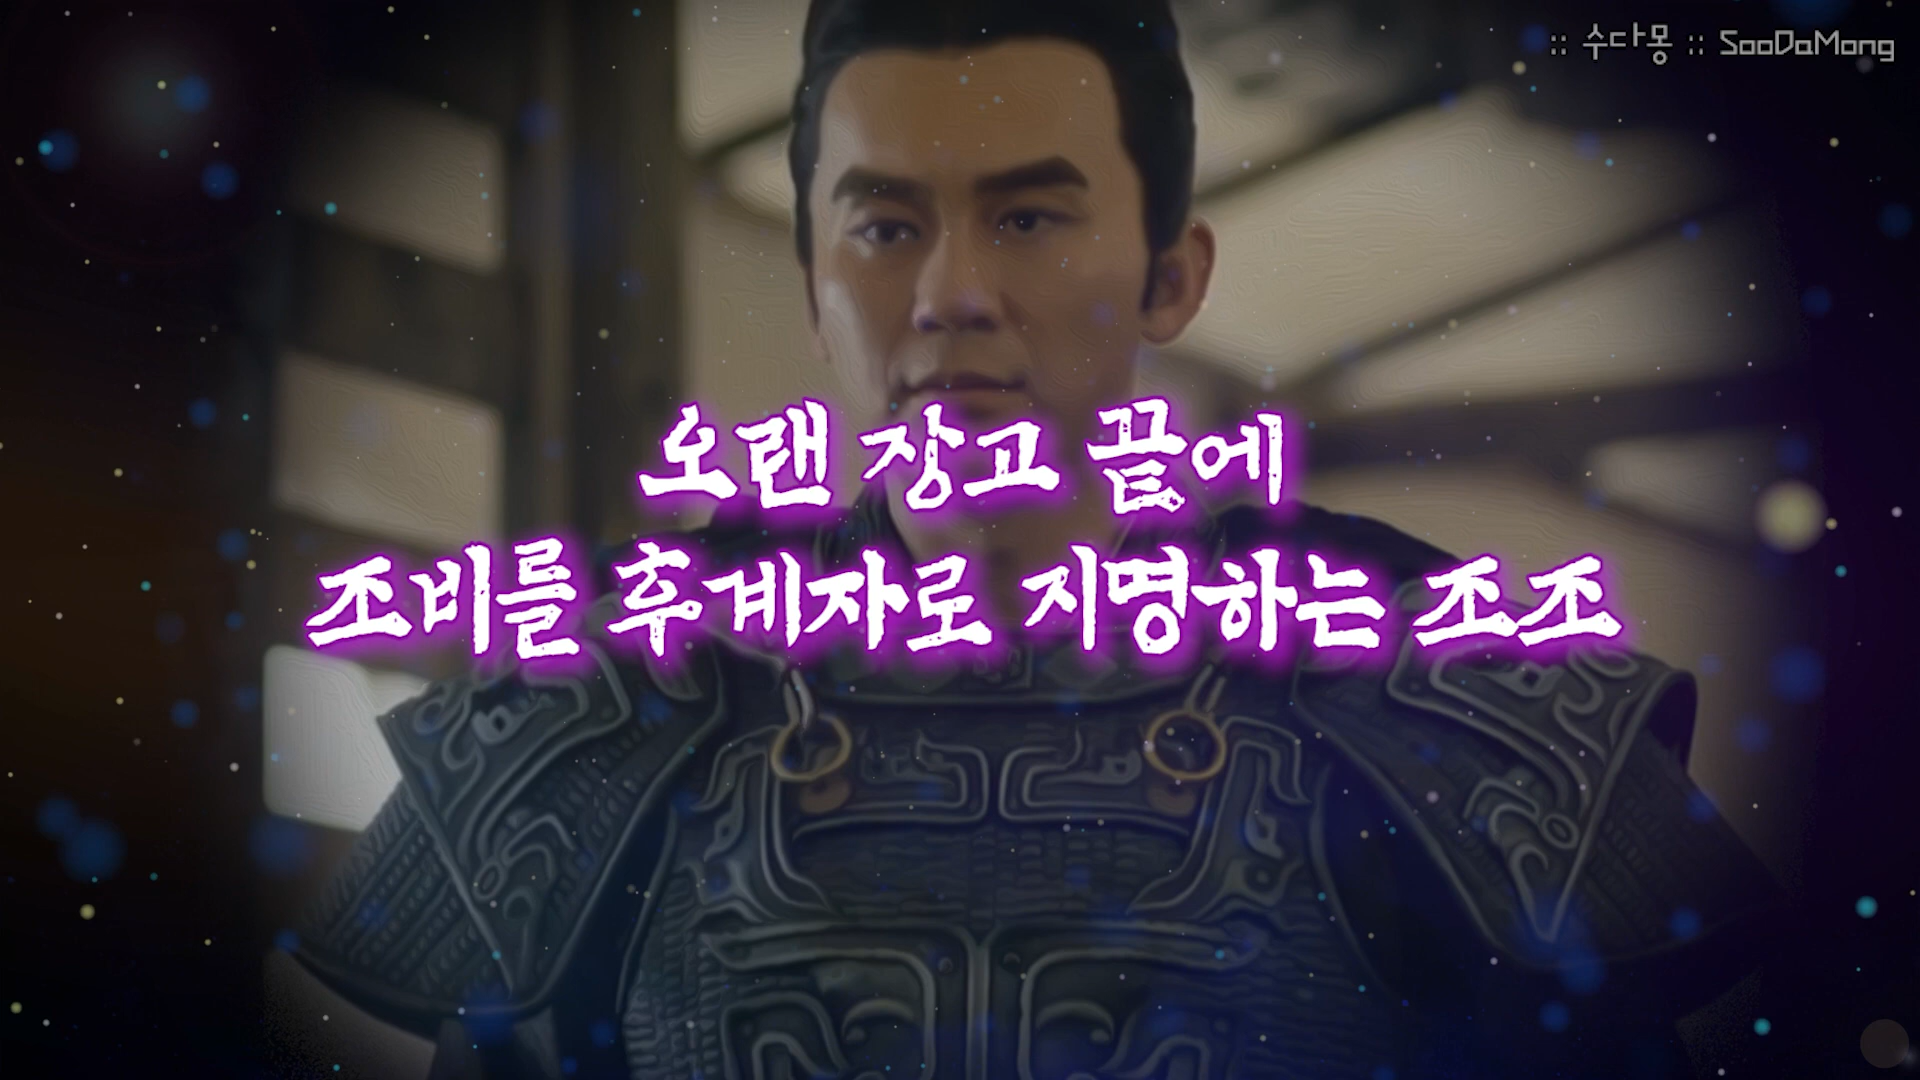 :: 수다몽 :: SooDaMong
오랜 장고 끝에
조비를 후계자로 지명하는 조조